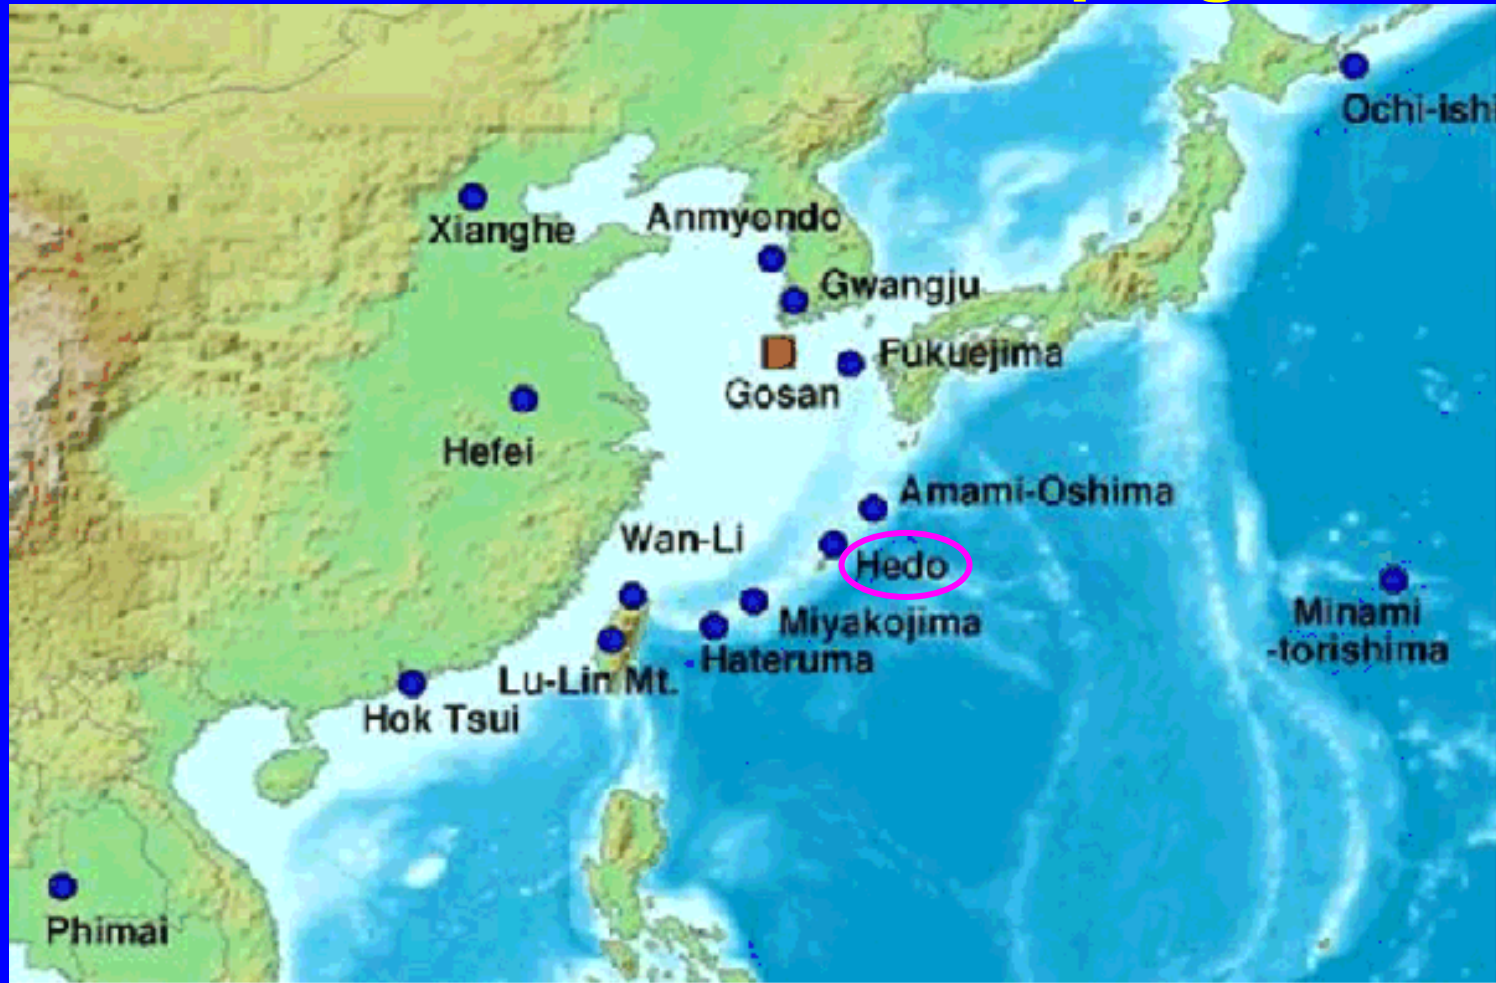 Ochi-ishi
Xianghe
Anmyondo
Gwangju
Fukuejima
Gosan
Hefei
Amami-Oshima
Wan-Li
Hedo
Minami
-torishima
Miyakojima
Hateruma
Lu-Lin Mt.
Hok Tsui
Phimai